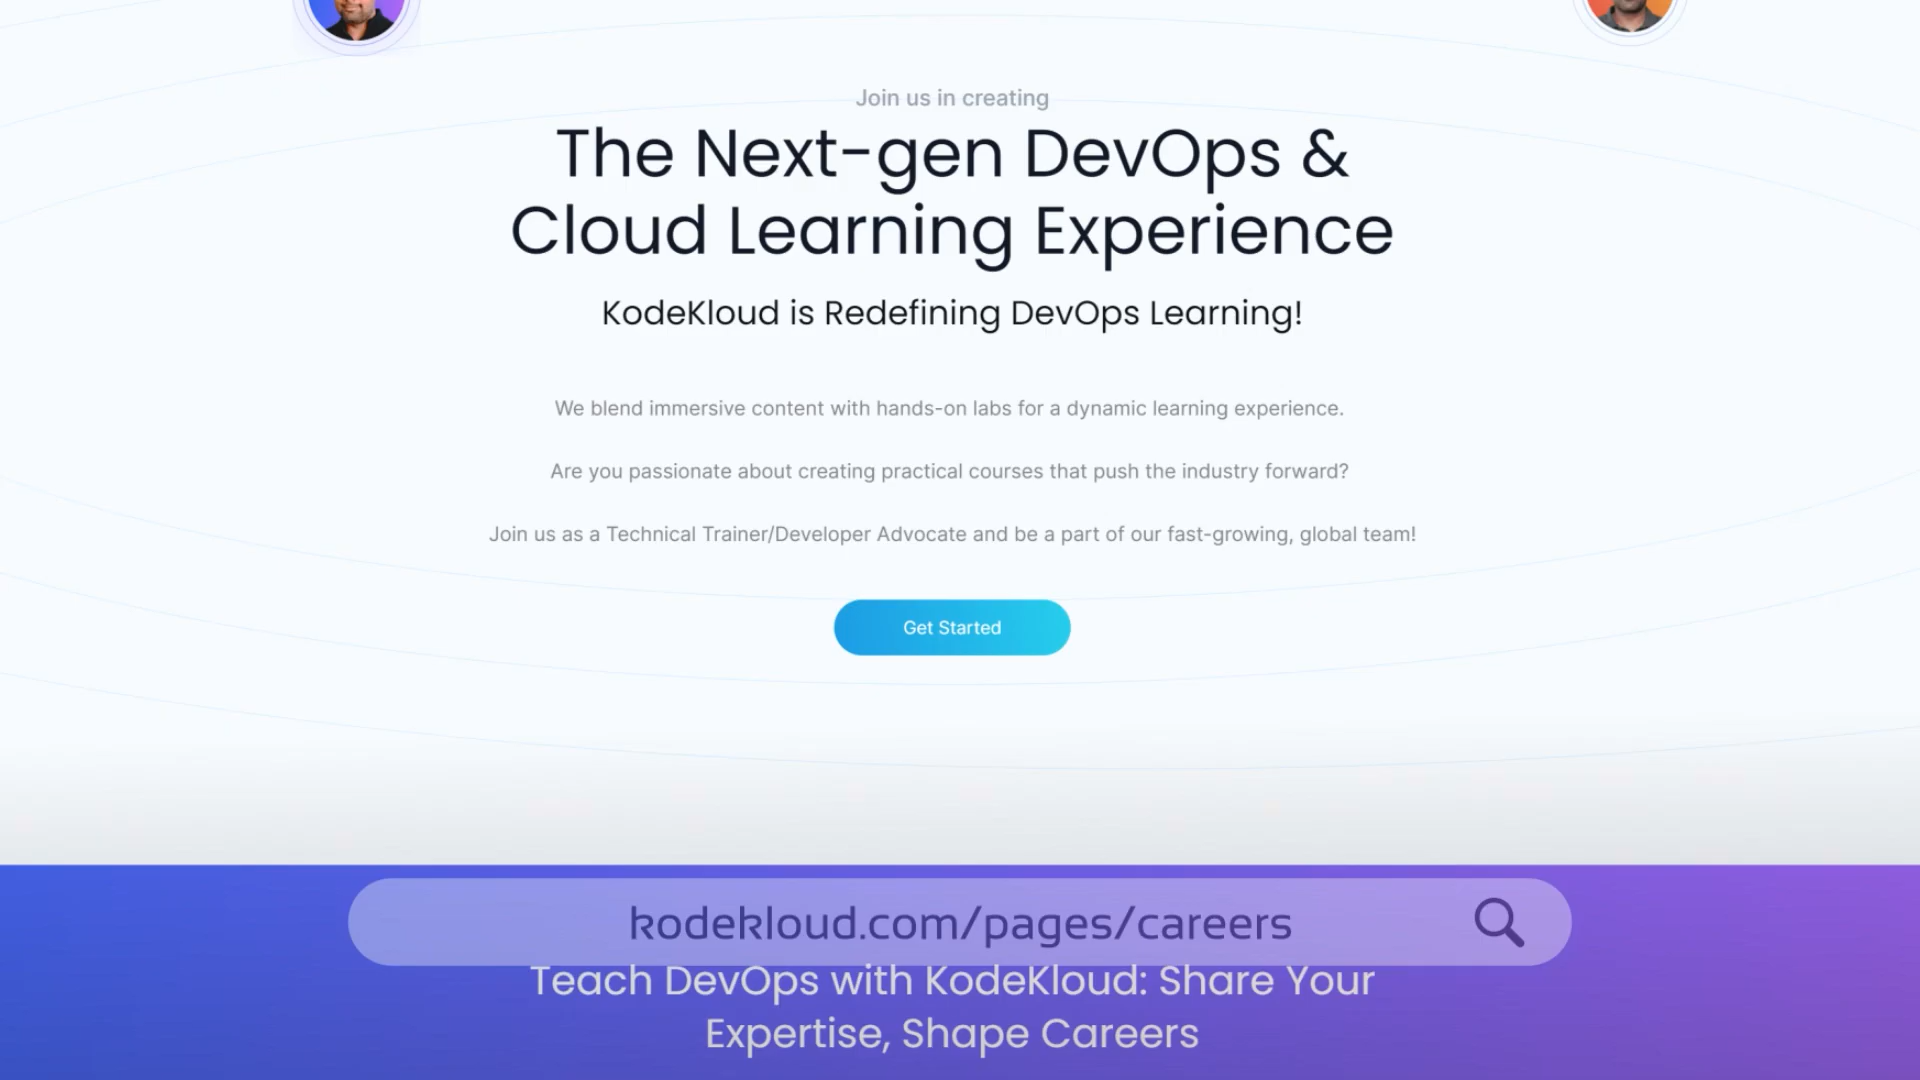 Join us in creating
The Next-gen DevOps &
Cloud Learning Experience
KodeKloud is Redefining DevOps Learning!
We blend immersive content with hands-on labs for a dynamic learning experience.
Are you passionate about creating practical courses that push the industry forward?
Join us as a Technical Trainer/Developer Advocate and be a part of our fast-growing, global team!
Get Started
kodekloud.com/pages/careers
Teach DevOps with KodeKloud: Share Your
Expertise, Shape Careers